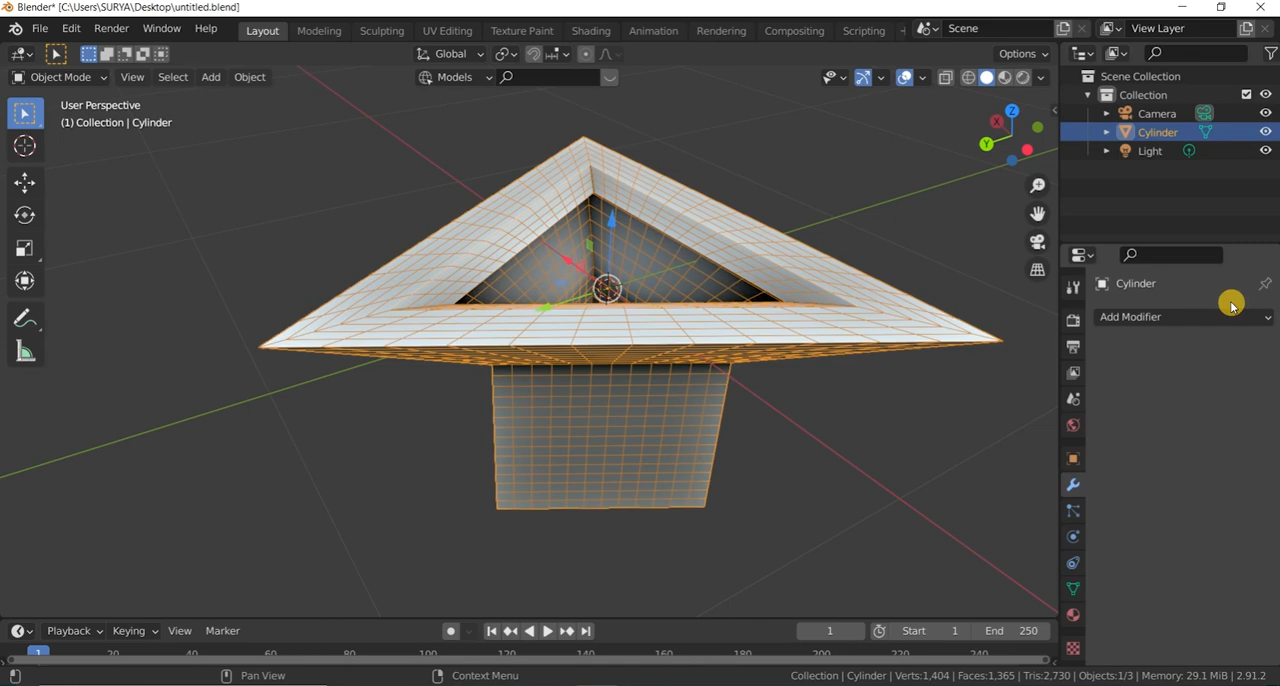 Blender* [C:\Users\SURYA\Desktop\untitled.blend]
File Edit Render Window Help Layout Modeling Sculpting UV Editing Texture Paint Shading Animation Rendering Compositing Scripting Scene View Layer
Global Options
Object Mode View Select Add Object Models
Scene Collection
Collection
Camera
Cylinder
Light
User Perspective
(1) Collection | Cylinder
Z
X
Y
Cylinder
Add Modifier
Playback Keying View Marker 1 Start 1 End 250
1 20 40 60 80 100 120 140 160 180 200 220 240
Pan View Context Menu Collection | Cylinder | Verts:1,404 | Faces:1,365 | Tris:2,730 | Objects:1/3 | Memory: 29.1 MiB | 2.91.2